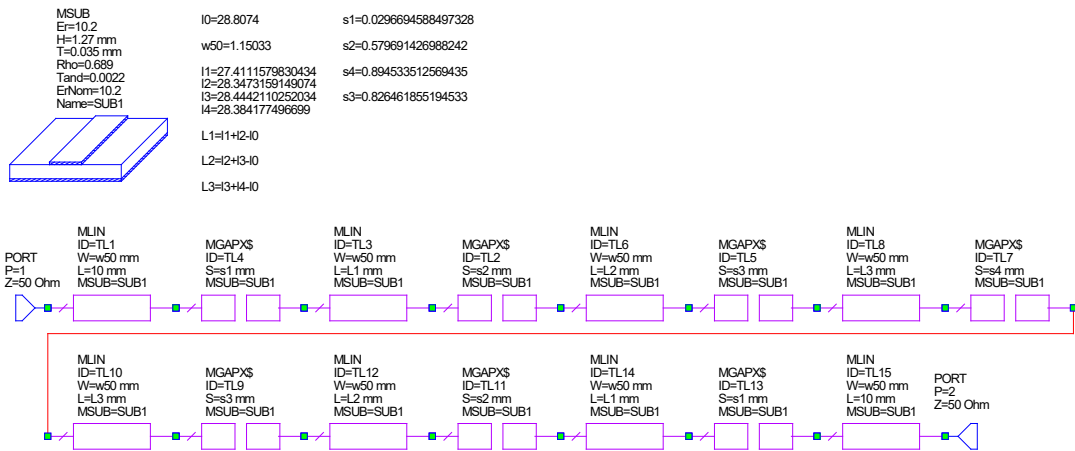 MSUB
Er=10.2
H=1.27 mm
T=0.035 mm
Rho=0.689
Tand=0.0022
ErNom=10.2
Name=SUB1
l0=28.8074
w50=1.15033
l1=27.4111579830434
l2=28.3473159149074
l3=28.4442110252034
l4=28.384177496699
L1=l1+l2-l0
L2=l2+l3-l0
L3=l3+l4-l0
s1=0.0296694588497328
s2=0.579691426988242
s4=0.894533512569435
s3=0.826461855194533
PORT
P=1
Z=50 Ohm
MLIN
ID=TL1
W=w50 mm
L=10 mm
MSUB=SUB1
MGAPX$
ID=TL4
S=s1 mm
MSUB=SUB1
MLIN
ID=TL3
W=w50 mm
L=L1 mm
MSUB=SUB1
MGAPX$
ID=TL2
S=s2 mm
MSUB=SUB1
MLIN
ID=TL6
W=w50 mm
L=L2 mm
MSUB=SUB1
MGAPX$
ID=TL5
S=s3 mm
MSUB=SUB1
MLIN
ID=TL8
W=w50 mm
L=L3 mm
MSUB=SUB1
MGAPX$
ID=TL7
S=s4 mm
MSUB=SUB1
MLIN
ID=TL10
W=w50 mm
L=L3 mm
MSUB=SUB1
MGAPX$
ID=TL9
S=s3 mm
MSUB=SUB1
MLIN
ID=TL12
W=w50 mm
L=L2 mm
MSUB=SUB1
MGAPX$
ID=TL11
S=s2 mm
MSUB=SUB1
MLIN
ID=TL14
W=w50 mm
L=L1 mm
MSUB=SUB1
MGAPX$
ID=TL13
S=s1 mm
MSUB=SUB1
MLIN
ID=TL15
W=w50 mm
L=10 mm
MSUB=SUB1
PORT
P=2
Z=50 Ohm